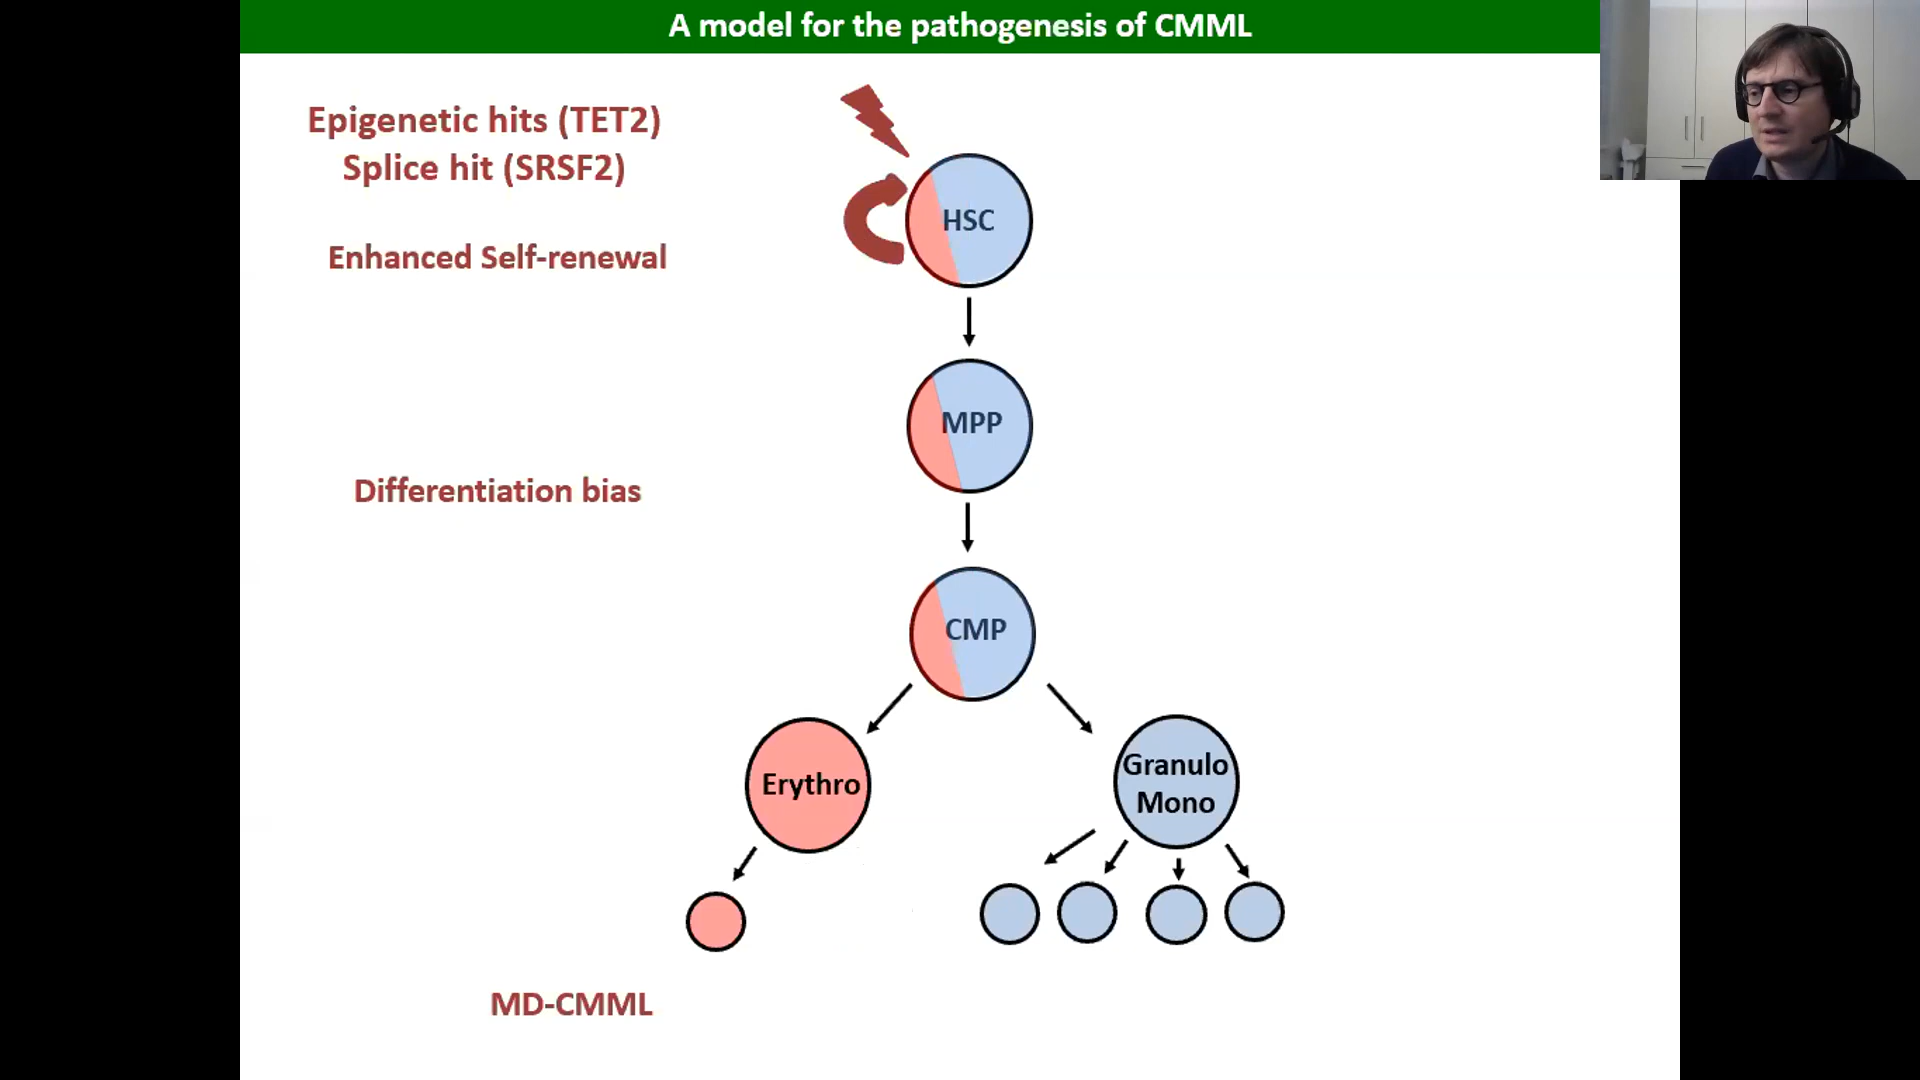 A model for the pathogenesis of CMML
Epigenetic hits (TET2)
Splice hit (SRSF2)
HSC
Enhanced Self-renewal
MPP
Differentiation bias
CMP
Erythro
Granulo
Mono
MD-CMML